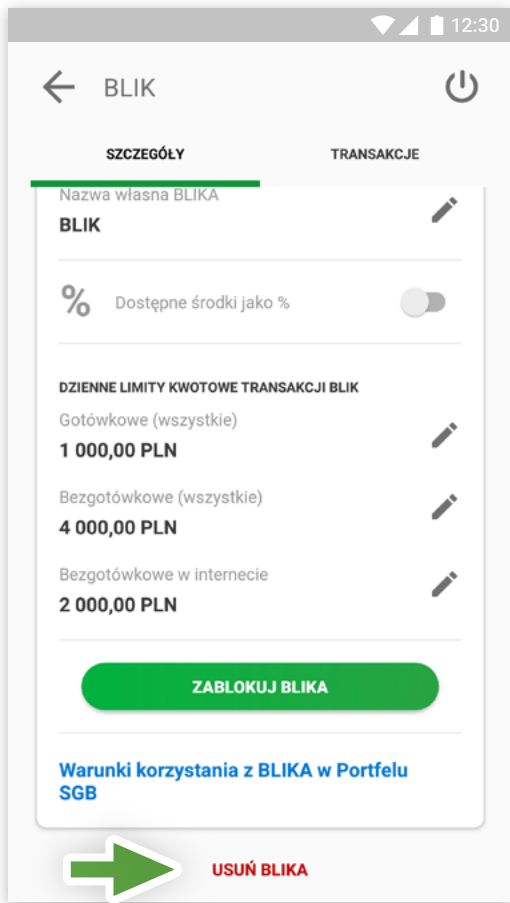 12:30
BLIK
SZCZEGÓŁY TRANSAKCJE
Nazwa własna BLIKA
BLIK
% Dostępne środki jako %
DZIENNE LIMITY KWOTOWE TRANSAKCJI BLIK
Gotówkowe (wszystkie)
1 000,00 PLN
Bezgotówkowe (wszystkie)
4 000,00 PLN
Bezgotówkowe w internecie
2 000,00 PLN
ZABLOKUJ BLIKA
Warunki korzystania z BLIKA w Portfelu
SGB
USUŃ BLIKA